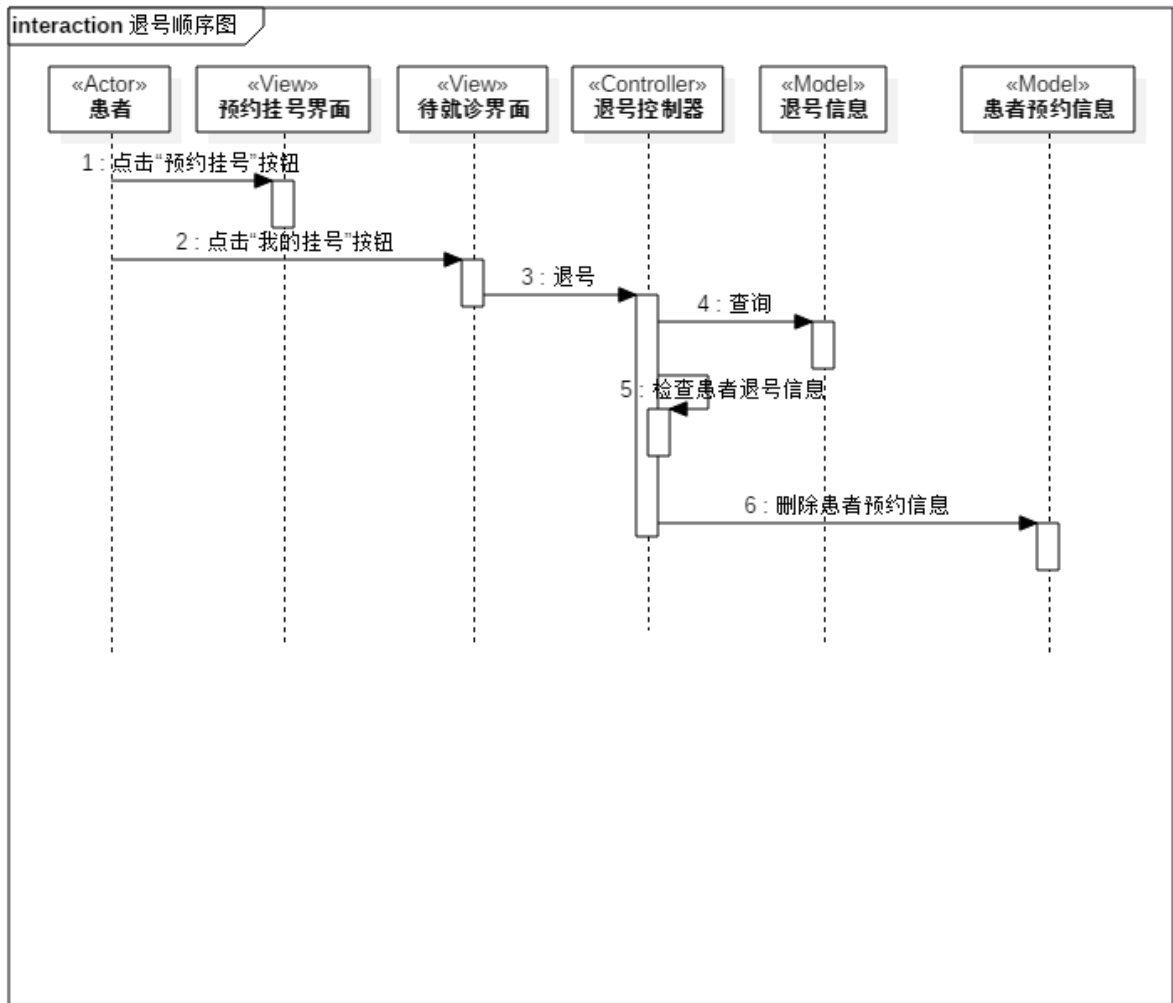 interaction 退号顺序图
«Actor»
患者
«View»
预约挂号界面
«View»
待就诊界面
«Controller»
退号控制器
«Model»
退号信息
«Model»
患者预约信息
1 : 点击“预约挂号”按钮
2 : 点击“我的挂号”按钮
3 : 退号
4 : 查询
5 : 检查患者退号信息
6 : 删除患者预约信息